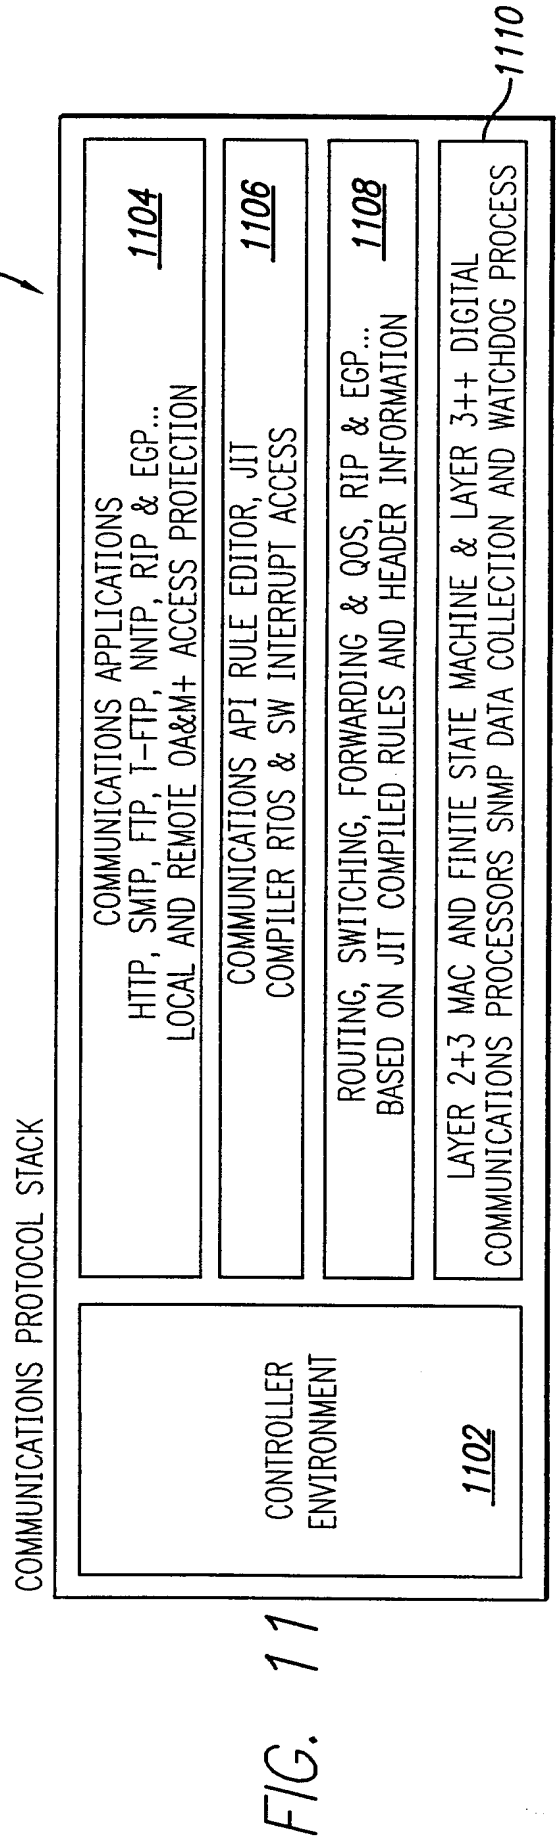 COMMUNICATIONS PROTOCOL STACK
CONTROLLER
ENVIRONMENT
1102
COMMUNICATIONS APPLICATIONS
HTTP, SMTP, FTP, T-FTP, NNTP, RIP & EGP...
LOCAL AND REMOTE OA&M+ ACCESS PROTECTION
1104
COMMUNICATIONS API RULE EDITOR, JIT
COMPILER RTOS & SW INTERRUPT ACCESS
1106
ROUTING, SWITCHING, FORWARDING & QOS, RIP & EGP...
BASED ON JIT COMPILED RULES AND HEADER INFORMATION
1108
LAYER 2+3 MAC AND FINITE STATE MACHINE & LAYER 3++ DIGITAL
COMMUNICATIONS PROCESSORS SNMP DATA COLLECTION AND WATCHDOG PROCESS
1110
FIG. 11